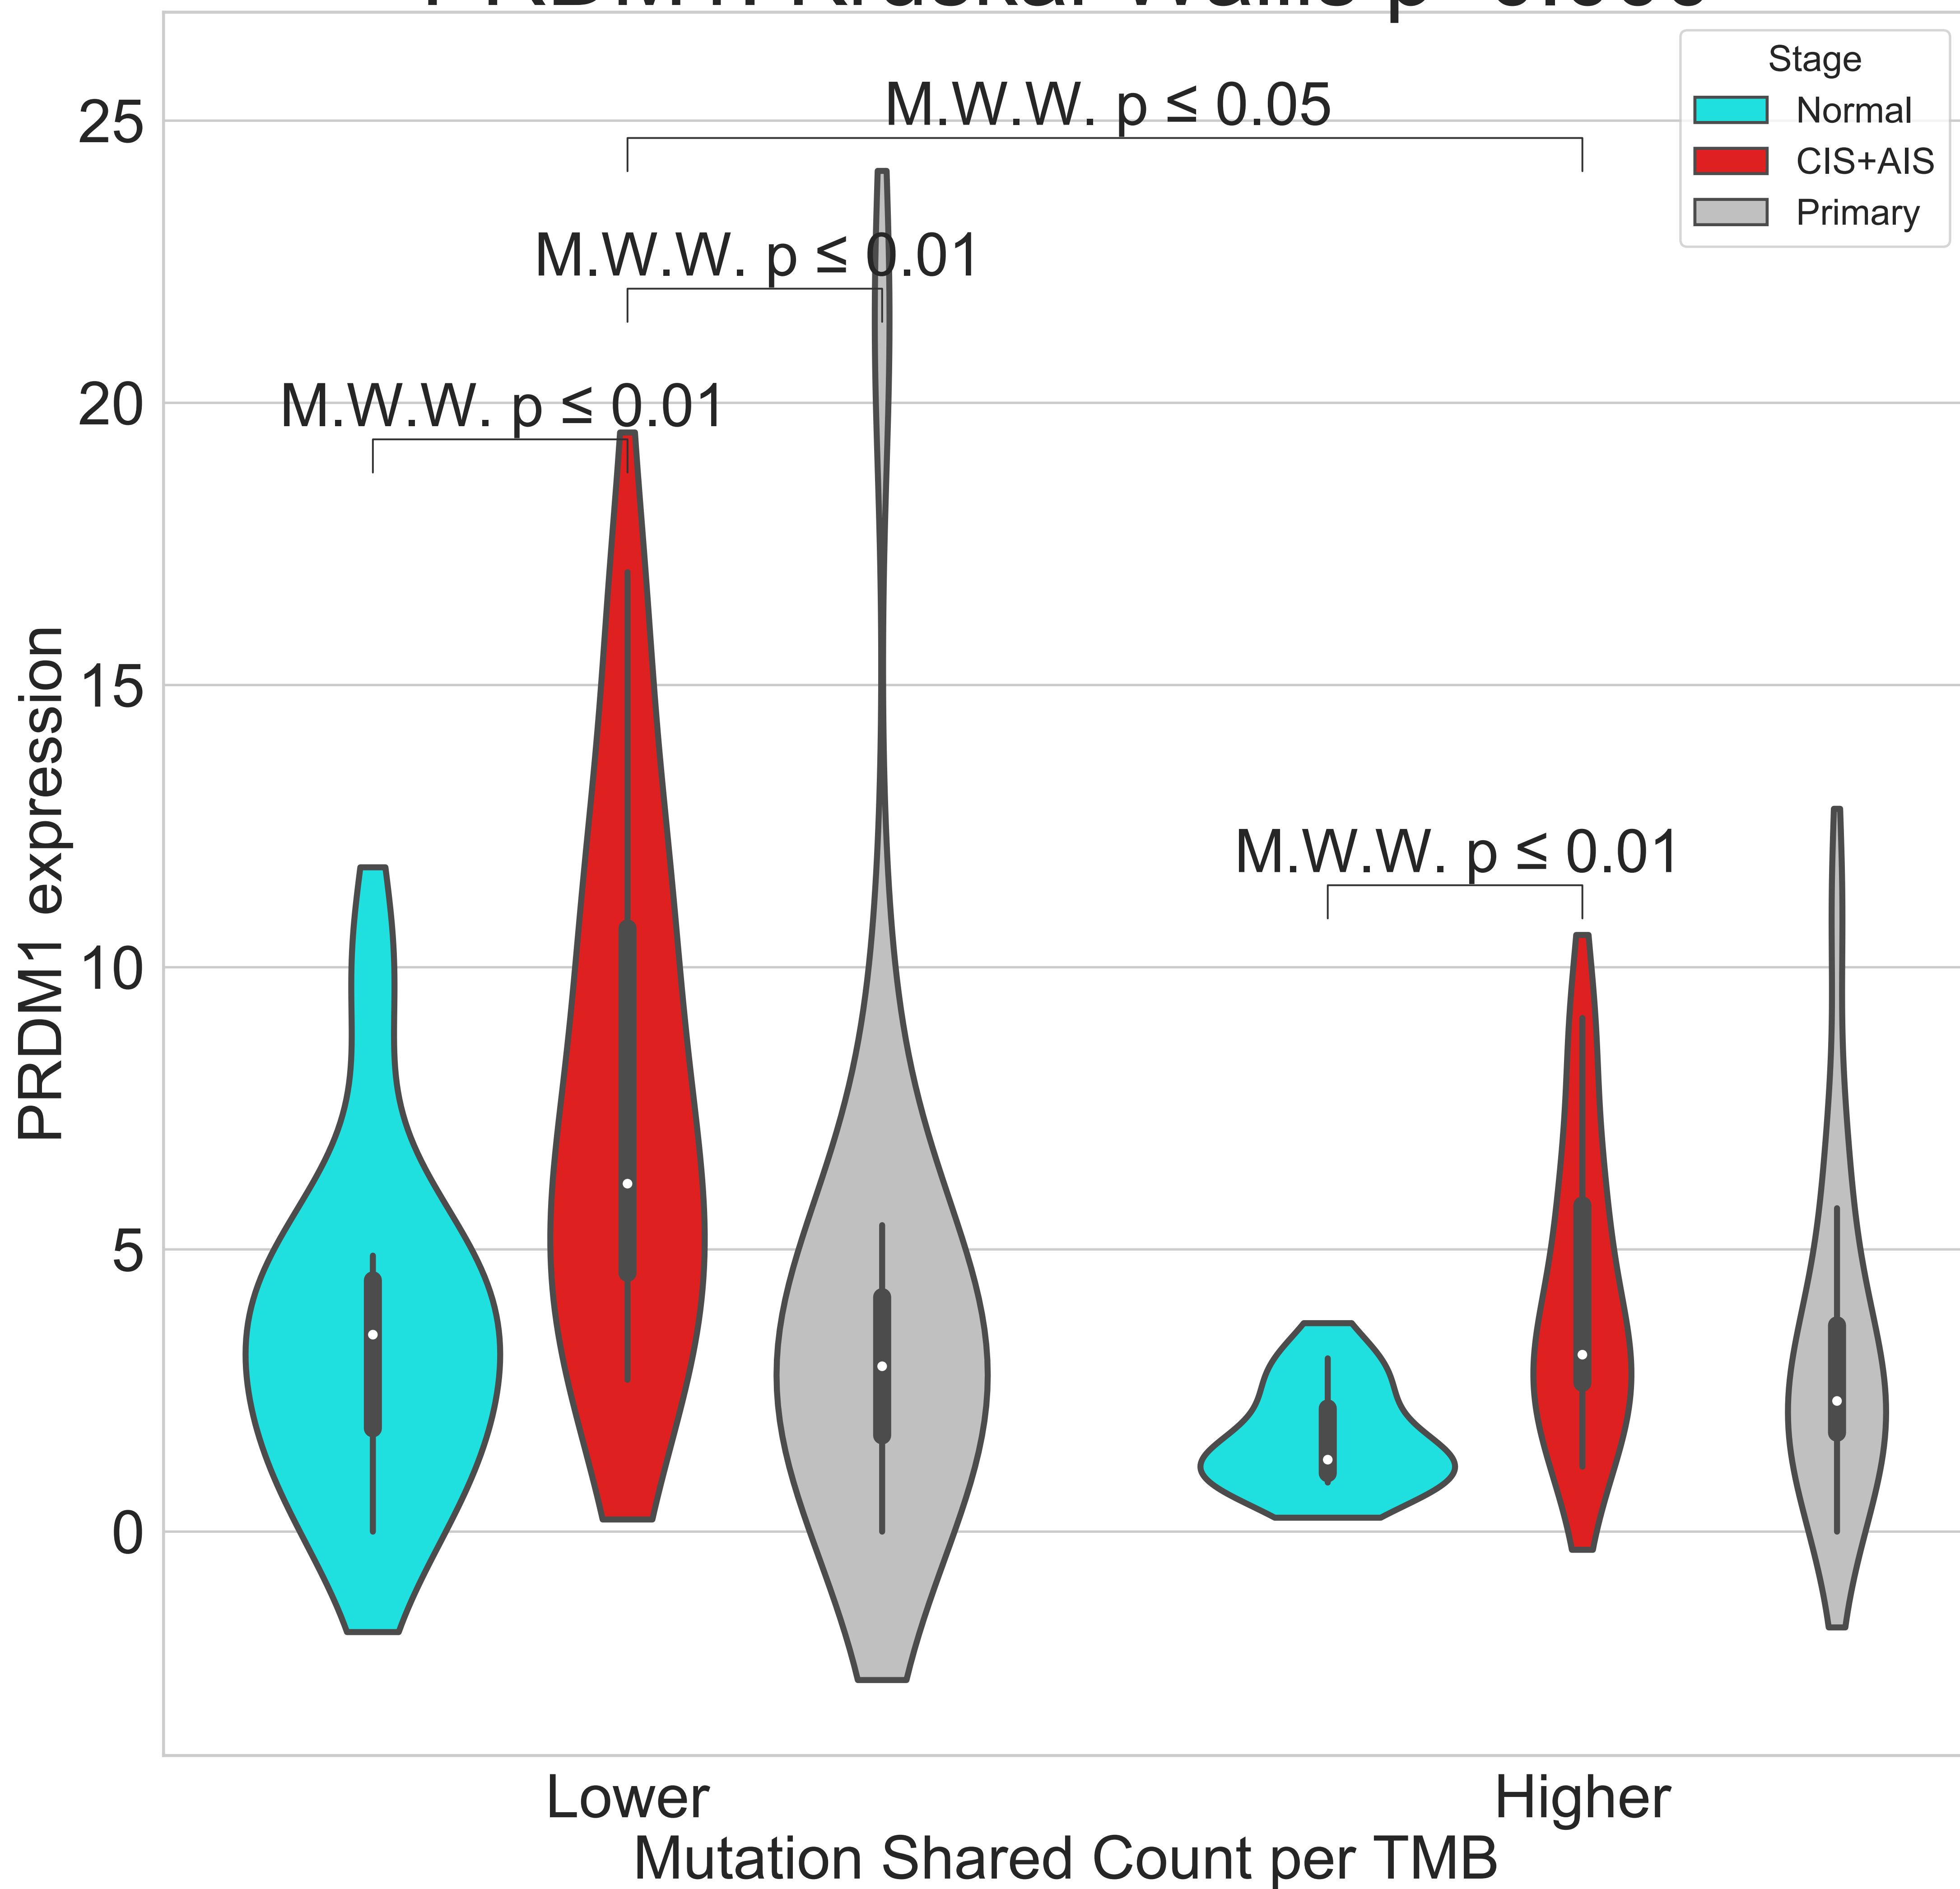 25
20
15
10
5
0
PRDM1 expression
M.W.W. p ≤ 0.05
M.W.W. p ≤ 0.01
M.W.W. p ≤ 0.01
M.W.W. p ≤ 0.01
Stage
Normal
CIS+AIS
Primary
Lower
Higher
Mutation Shared Count per TMB